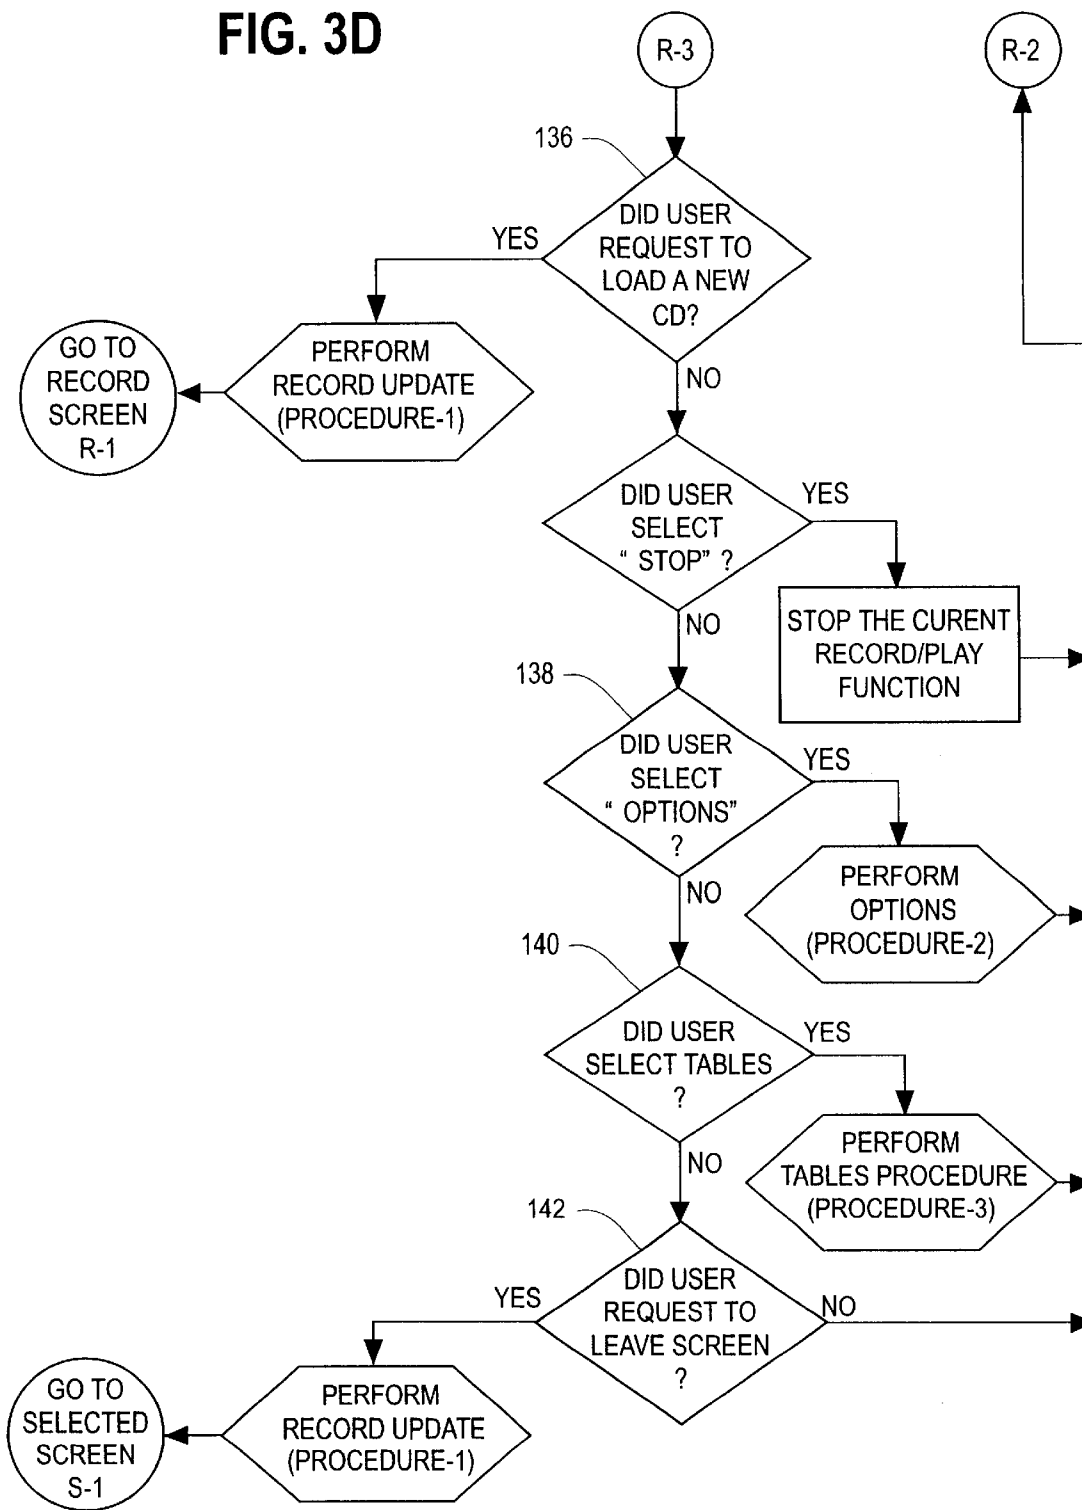 FIG. 3D
R-3
R-2
136
DID USER
REQUEST TO
LOAD A NEW
CD?
YES
NO
PERFORM
RECORD UPDATE
(PROCEDURE-1)
GO TO
RECORD
SCREEN
R-1
DID USER
SELECT
“ STOP” ?
YES
NO
STOP THE CURENT
RECORD/PLAY
FUNCTION
138
DID USER
SELECT
“ OPTIONS”
?
YES
NO
PERFORM
OPTIONS
(PROCEDURE-2)
140
DID USER
SELECT TABLES
?
YES
NO
PERFORM
TABLES PROCEDURE
(PROCEDURE-3)
142
DID USER
REQUEST TO
LEAVE SCREEN
?
YES
NO
PERFORM
RECORD UPDATE
(PROCEDURE-1)
GO TO
SELECTED
SCREEN
S-1